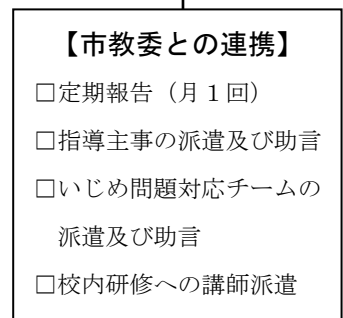 【市教委との連携】
□定期報告（月１回）
□指導主事の派遣及び助言
□いじめ問題対応チームの
派遣及び助言
□校内研修への講師派遣